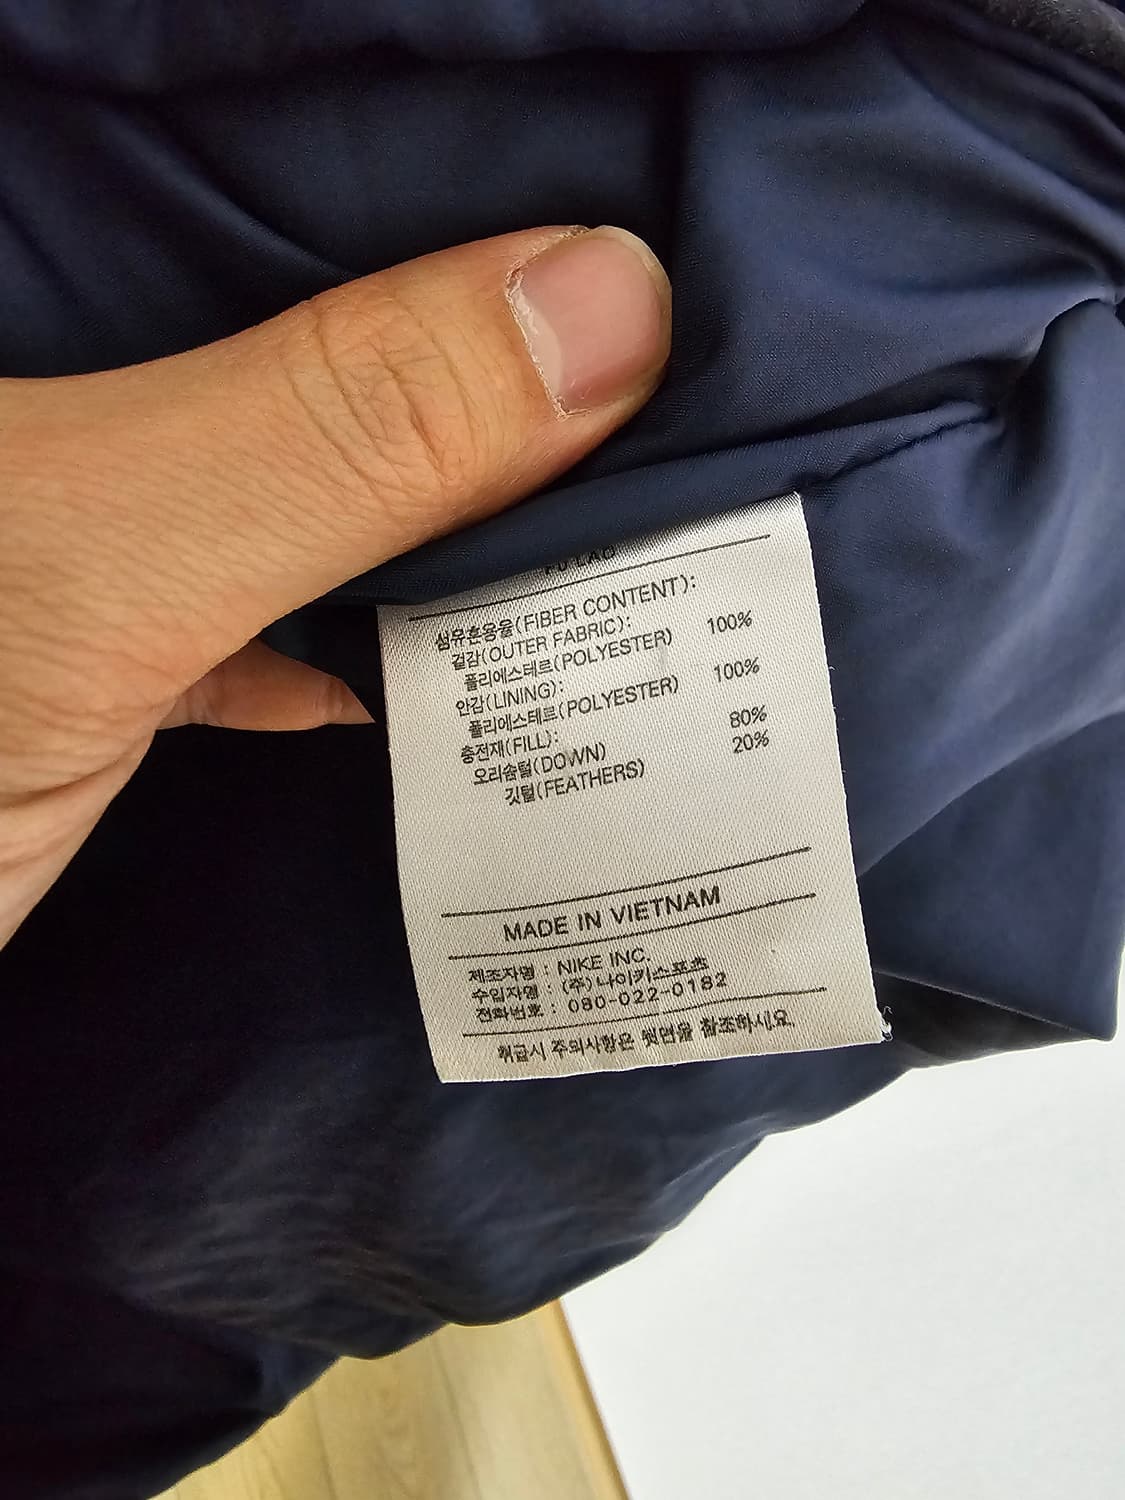 섬유혼용율(FIBER CONTENT):
겉감(OUTER FABRIC):
폴리에스테르(POLYESTER) 100%
안감(LINING):
폴리에스테르(POLYESTER) 100%
충전재(FILL):
오리솜털(DOWN) 80%
깃털(FEATHERS) 20%
MADE IN VIETNAM
제조자명 : NIKE INC.
수입자명 : (주)나이키스포츠
전화번호 : 080-022-0182
취급시 주의사항은 뒷면을 참조하세요.